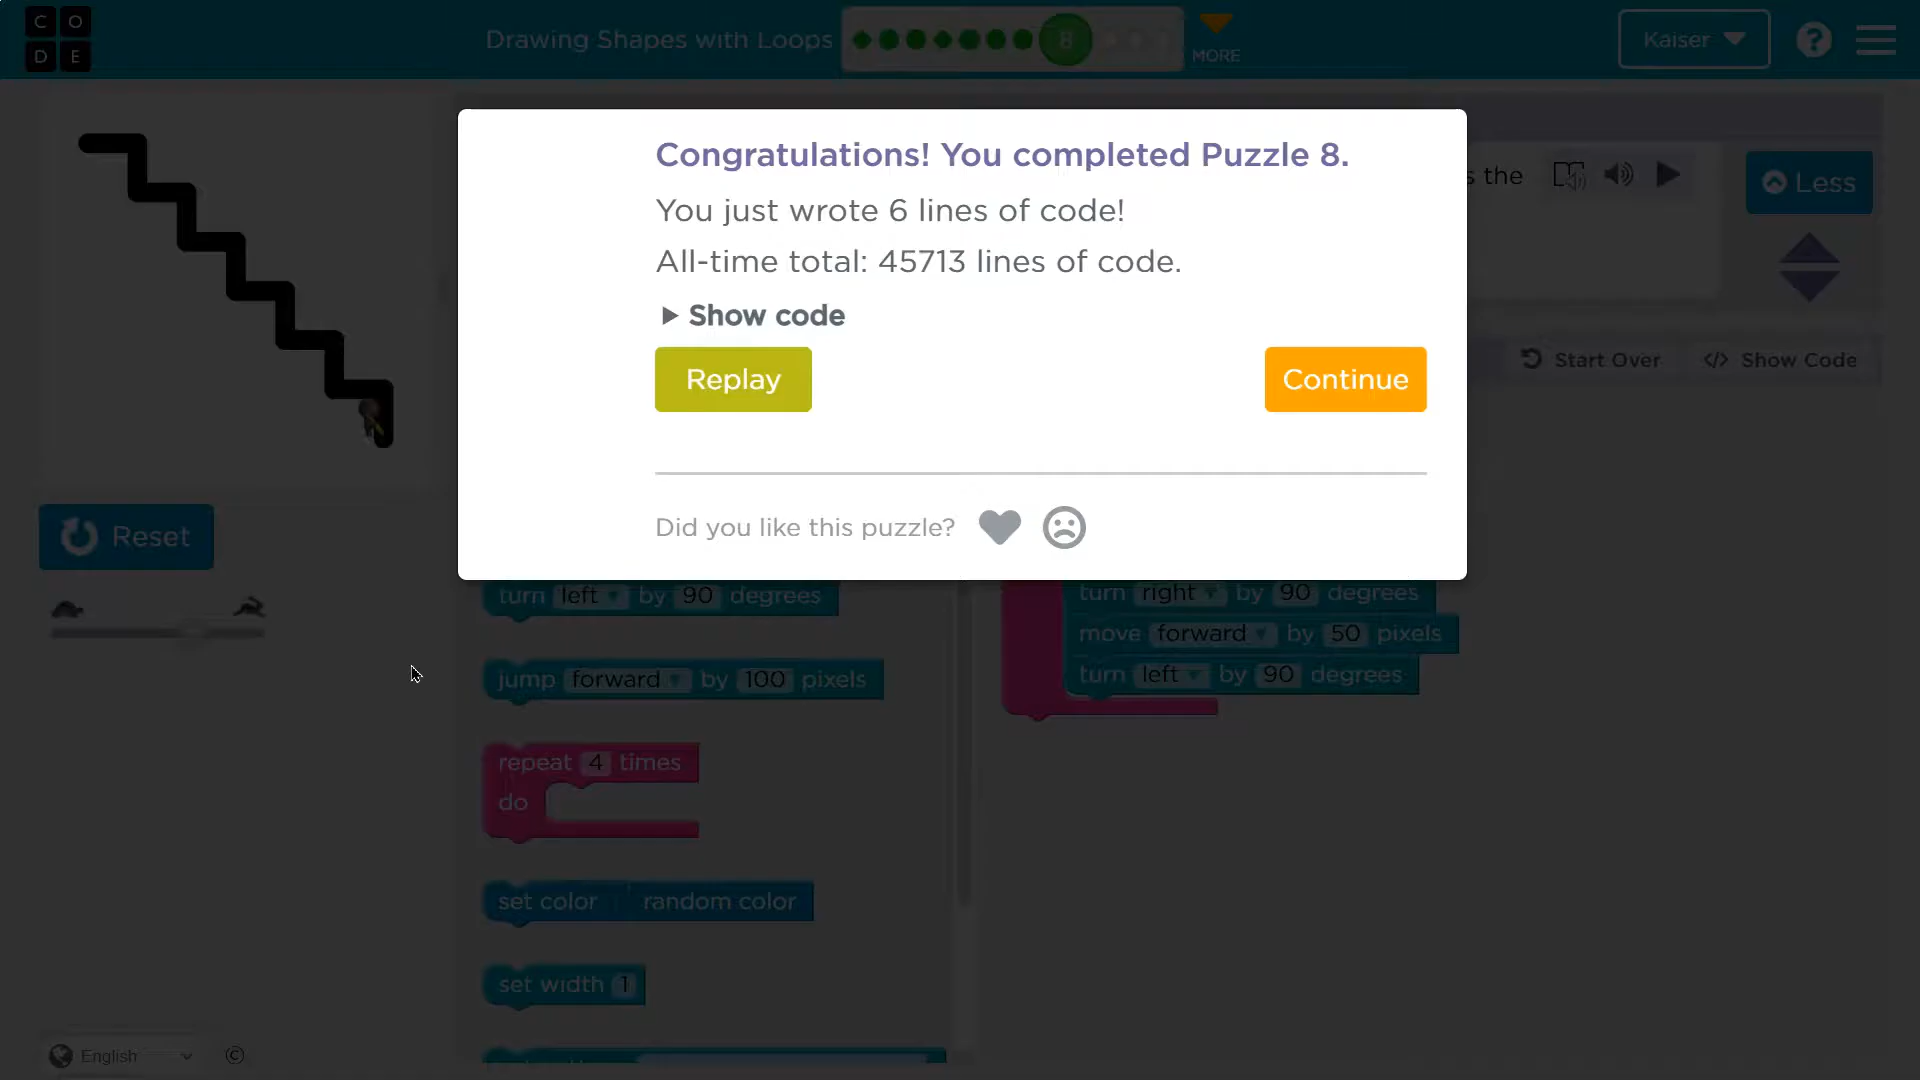 C O
D E
Drawing Shapes with Loops
8
MORE
Kaiser
?
Congratulations! You completed Puzzle 8.
You just wrote 6 lines of code!
All-time total: 45713 lines of code.
Show code
Replay
Continue
Did you like this puzzle?
s the
Less
Start Over
</> Show Code
Reset
turn left by 90 degrees
jump forward by 100 pixels
repeat 4 times
do
set color random color
set width 1
turn right by 90 degrees
move forward by 50 pixels
turn left by 90 degrees
English
©